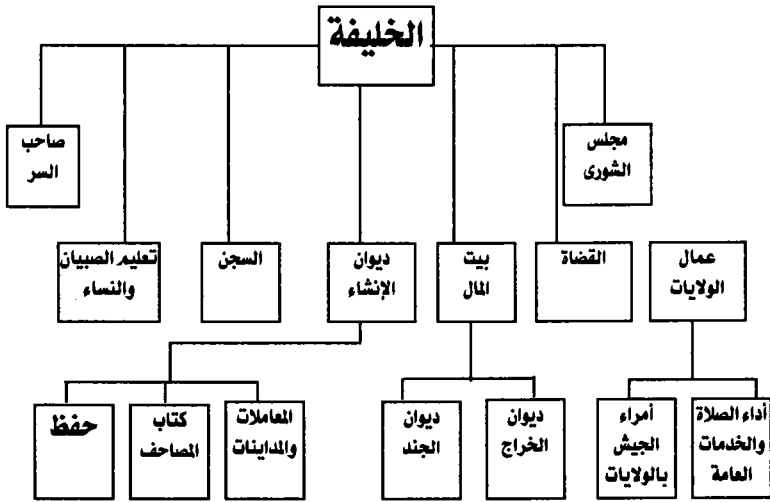 الخليفة
مجلس
الشورى
صاحب
السر
عمال
الولايات
القضاة
بيت
المال
ديوان
الإنشاء
السجن
تعليم الصبيان
والنساء
أداء الصلاة
والخدمات
العامة
أمراء
الجيش
بالولايات
ديوان
الخراج
ديوان
الجند
المعاملات
والمداينات
كتاب
المصاحف
حفظ